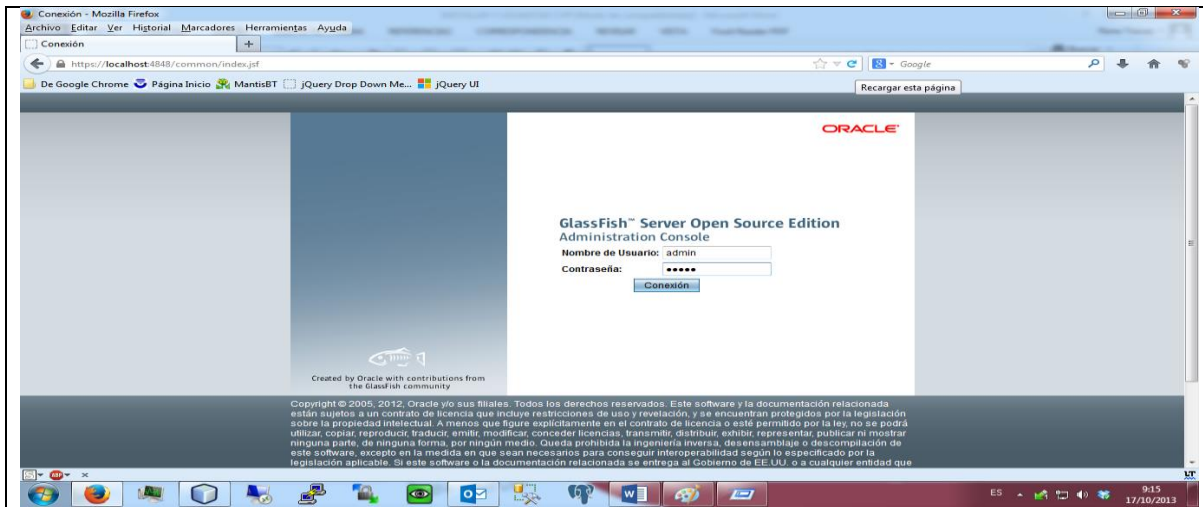 Conexión - Mozilla Firefox
Archivo Editar Ver Historial Marcadores Herramientas Ayuda
Conexión
+
https://localhost:4848/common/index.jsf
Google
De Google Chrome Página Inicio MantisBT jQuery Drop Down Me... jQuery UI
Recargar esta página
ORACLE
GlassFish™ Server Open Source Edition
Administration Console
Nombre de Usuario: admin
Contraseña: •••••
Conexión
Created by Oracle with contributions from
the GlassFish community
Copyright © 2005, 2012, Oracle y/o sus filiales. Todos los derechos reservados. Este software y la documentación relacionada
están sujetos a un contrato de licencia que incluye restricciones de uso y revelación, y se encuentran protegidos por la legislación
sobre la propiedad intelectual. A menos que figure explícitamente en el contrato de licencia o esté permitido por la ley, no se podrá
utilizar, copiar, reproducir, traducir, emitir, modificar, conceder licencias, transmitir, distribuir, exhibir, representar, publicar ni mostrar
ninguna parte, de ninguna forma, por ningún medio. Queda prohibida la ingeniería inversa, desensamblaje o descompilación de
este software, excepto en la medida en que sean necesarios para conseguir interoperabilidad según lo especificado por la
legislación aplicable. Si este software o la documentación relacionada se entrega al Gobierno de EE.UU. o a cualquier entidad que
ES
9:15
17/10/2013